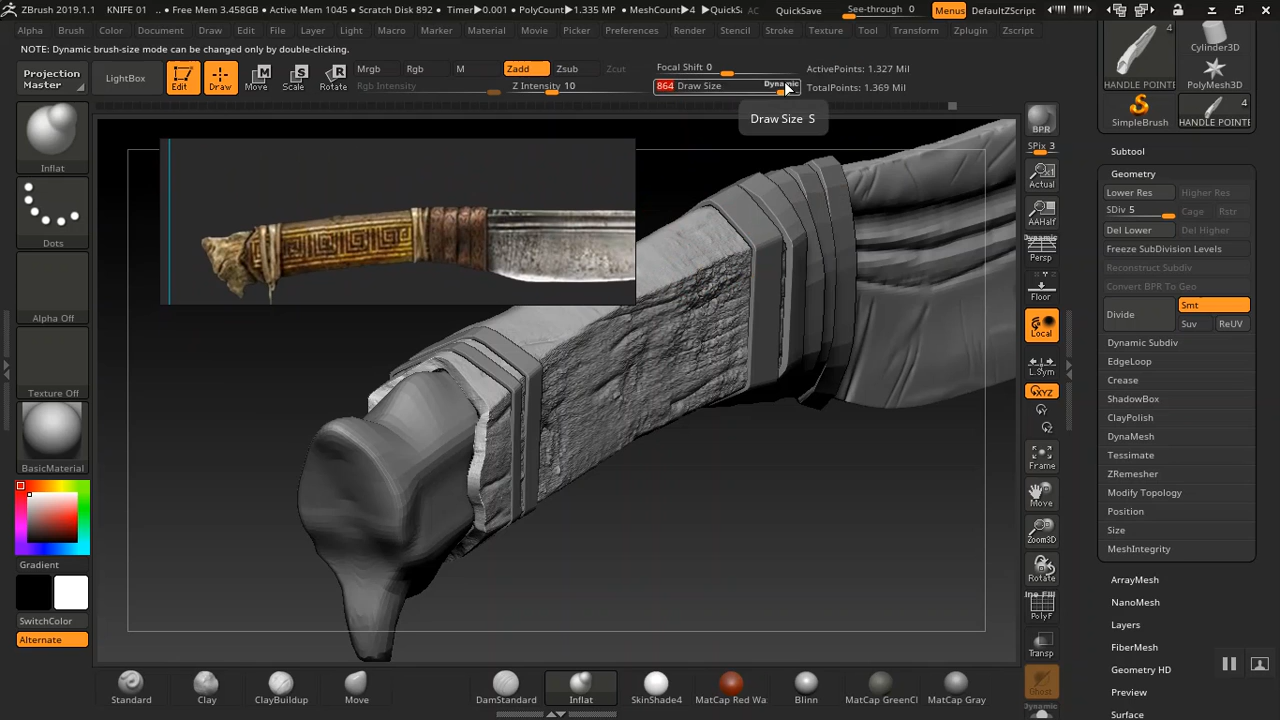 ZBrush 2019.1.1 KNIFE 01 .. • Free Mem 3.458GB • Active Mem 1045 • Scratch Disk 892 • Timer▶0.001 • PolyCount▶1.335 MP • MeshCount▶4 QuickSave See-through 0 Menus DefaultZScript
Alpha Brush Color Document Draw Edit File Layer Light Macro Marker Material Movie Picker Preferences Render Stencil Stroke Texture Tool Transform Zplugin Zscript
NOTE: Dynamic brush-size mode can be changed only by double-clicking.
Projection Master
LightBox
Edit
Draw
Move
Scale
Rotate
Mrgb
Rgb
M
Rgb Intensity
Zadd
Zsub
Zcut
Z Intensity 10
Focal Shift 0
864 Draw Size
Dynamic
ActivePoints: 1.327 Mil
TotalPoints: 1.369 Mil
Draw Size S
Inflat
Dots
Alpha Off
Texture Off
BasicMaterial
Gradient
SwitchColor
Alternate
BPR
SPix 3
Actual
AAHalf
Dynamic
Persp
Floor
Local
L.Sym
XYZ
Frame
Move
Zoom3D
Rotate
PolyF
Transp
Ghost
Dynamic
4
HANDLE POINTE
Cylinder3D
PolyMesh3D
SimpleBrush
4
HANDLE POINTE
Subtool
Geometry
Lower Res
Higher Res
SDiv 5
Cage
Rstr
Del Lower
Del Higher
Freeze SubDivision Levels
Reconstruct Subdiv
Convert BPR To Geo
Divide
Smt
Suv
ReUV
Dynamic Subdiv
EdgeLoop
Crease
ShadowBox
ClayPolish
DynaMesh
Tessimate
ZRemesher
Modify Topology
Position
Size
MeshIntegrity
ArrayMesh
NanoMesh
Layers
FiberMesh
Geometry HD
Preview
Surface
Standard
Clay
ClayBuildup
Move
DamStandard
Inflat
SkinShade4
MatCap Red Wa
Blinn
MatCap GreenCl
MatCap Gray